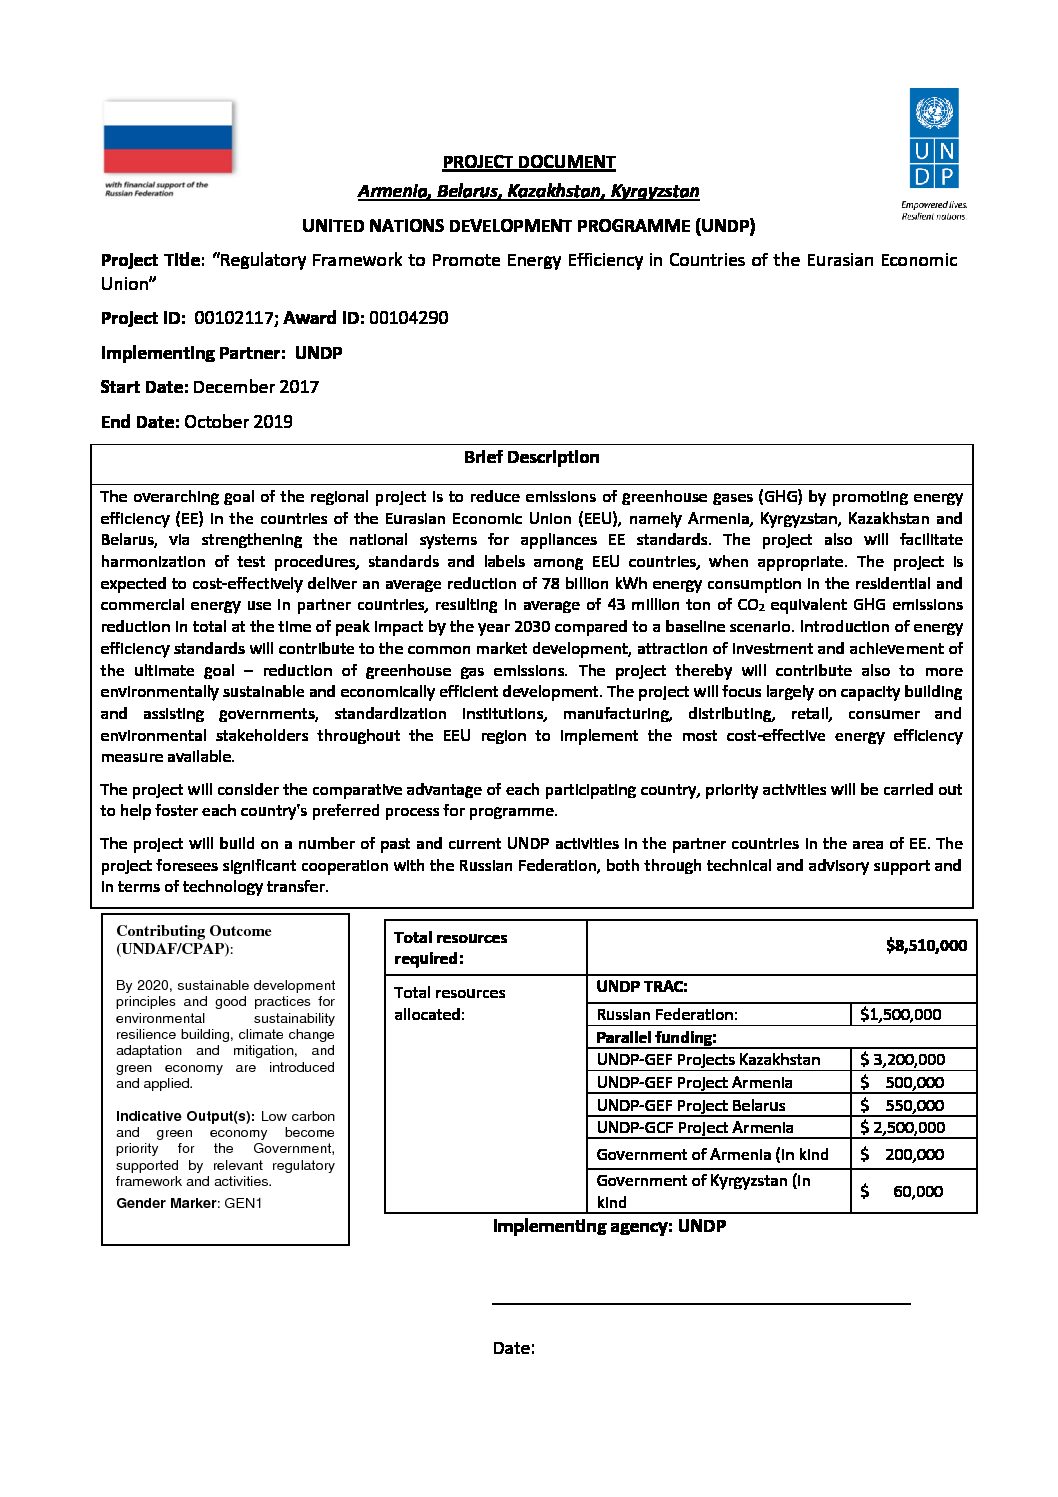 with financial support of the
Russian Federation
U N
D P
Empowered lives.
Resilient nations
PROJECT DOCUMENT
Armenia, Belarus, Kazakhstan, Kyrgyzstan
UNITED NATIONS DEVELOPMENT PROGRAMME (UNDP)
Project Title: “Regulatory Framework to Promote Energy Efficiency in Countries of the Eurasian Economic
Union”
Project ID: 00102117; Award ID: 00104290
Implementing Partner: UNDP
Start Date: December 2017
End Date: October 2019
Brief Description
The overarching goal of the regional project is to reduce emissions of greenhouse gases (GHG) by promoting energy
efficiency (EE) in the countries of the Eurasian Economic Union (EEU), namely Armenia, Kyrgyzstan, Kazakhstan and
Belarus, via strengthening the national systems for appliances EE standards. The project also will facilitate
harmonization of test procedures, standards and labels among EEU countries, when appropriate. The project is
expected to cost-effectively deliver an average reduction of 78 billion kWh energy consumption in the residential and
commercial energy use in partner countries, resulting in average of 43 million ton of CO₂ equivalent GHG emissions
reduction in total at the time of peak impact by the year 2030 compared to a baseline scenario. Introduction of energy
efficiency standards will contribute to the common market development, attraction of investment and achievement of
the ultimate goal – reduction of greenhouse gas emissions. The project thereby will contribute also to more
environmentally sustainable and economically efficient development. The project will focus largely on capacity building
and assisting governments, standardization institutions, manufacturing, distributing, retail, consumer and
environmental stakeholders throughout the EEU region to implement the most cost-effective energy efficiency
measure available.
The project will consider the comparative advantage of each participating country, priority activities will be carried out
to help foster each country's preferred process for programme.
The project will build on a number of past and current UNDP activities in the partner countries in the area of EE. The
project foresees significant cooperation with the Russian Federation, both through technical and advisory support and
in terms of technology transfer.
Contributing Outcome
(UNDAF/CPAP):
By 2020, sustainable development
principles and good practices for
environmental sustainability
resilience building, climate change
adaptation and mitigation, and
green economy are introduced
and applied.
Indicative Output(s): Low carbon
and green economy become
priority for the Government,
supported by relevant regulatory
framework and activities.
Gender Marker: GEN1
Total resources
required:
$8,510,000
Total resources
allocated:
UNDP TRAC:
Russian Federation: $1,500,000
Parallel funding:
UNDP-GEF Projects Kazakhstan $ 3,200,000
UNDP-GEF Project Armenia $ 500,000
UNDP-GEF Project Belarus $ 550,000
UNDP-GCF Project Armenia $ 2,500,000
Government of Armenia (in kind $ 200,000
Government of Kyrgyzstan (in
kind $ 60,000
Implementing agency: UNDP
Date: